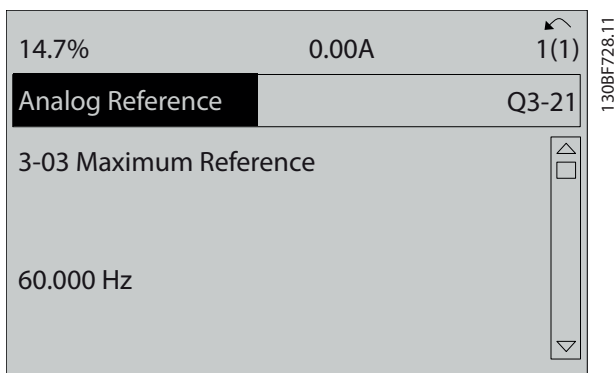 14.7% 0.00A 1(1)
Analog Reference Q3-21
3-03 Maximum Reference
60.000 Hz
130BF728.11